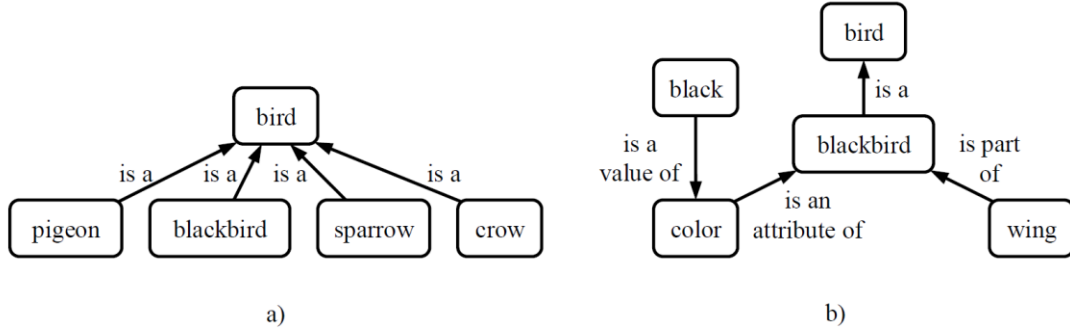 bird
is a
is a
is a
is a
pigeon
blackbird
sparrow
crow
a)
bird
black
is a
blackbird
is a
value of
is part
of
is an
attribute of
color
wing
b)